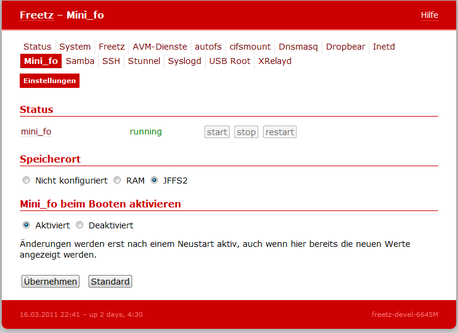 Freetz – Mini_fo Hilfe
Status System Freetz AVM-Dienste autofs cifsmount Dnsmasq Dropbear Inetd
Mini_fo Samba SSH Stunnel Syslogd USB Root XRelayd
Einstellungen
Status
mini_fo running start stop restart
Speicherort
Nicht konfiguriert RAM JFFS2
Mini_fo beim Booten aktivieren
Aktiviert Deaktiviert
Änderungen werden erst nach einem Neustart aktiv, auch wenn hier bereits die neuen Werte
angezeigt werden.
Übernehmen Standard
16.03.2011 22:41 – up 2 days, 4:30 freetz-devel-6645M